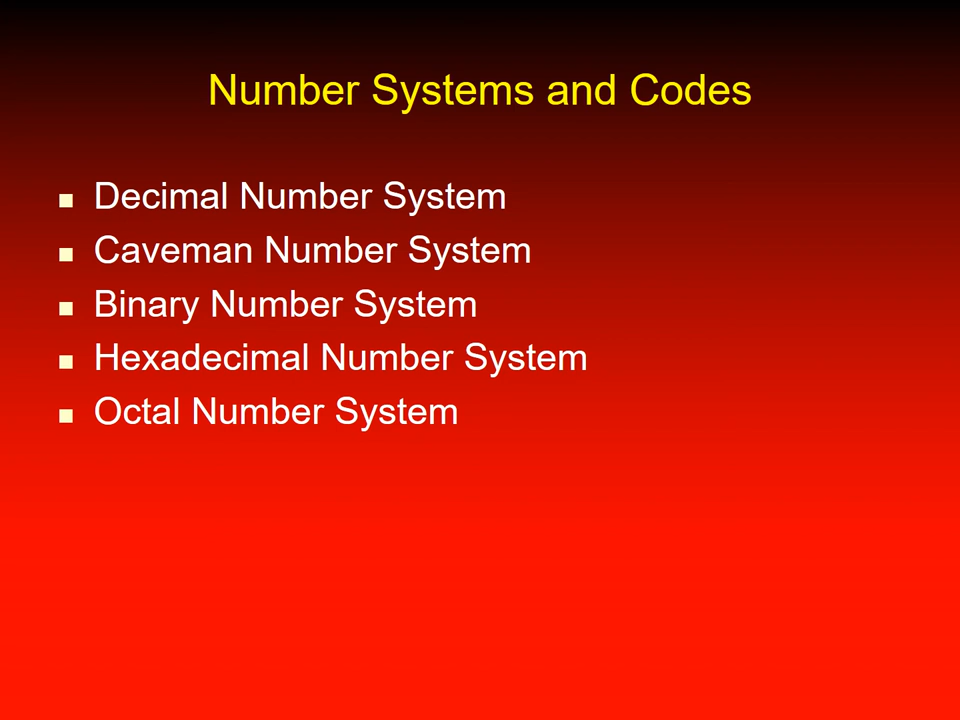 Number Systems and Codes
Decimal Number System
Caveman Number System
Binary Number System
Hexadecimal Number System
Octal Number System